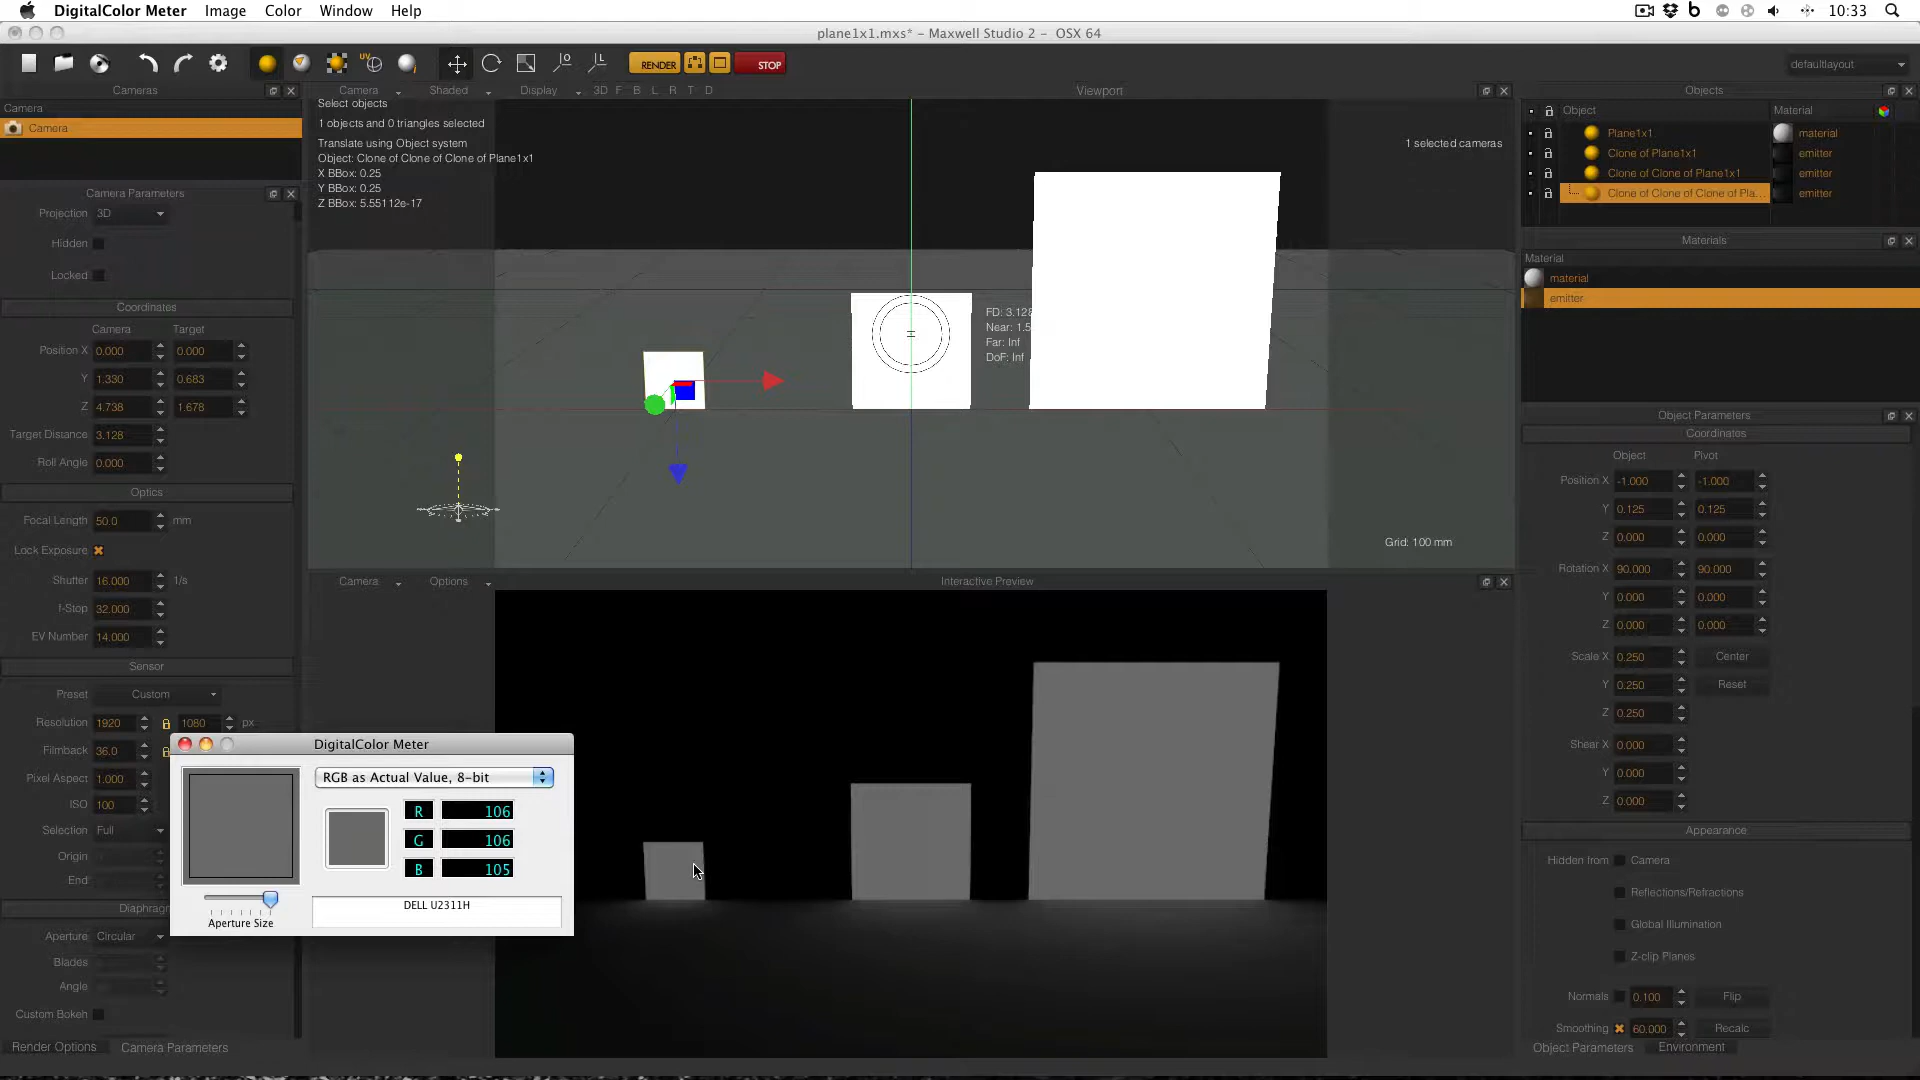 DigitalColor Meter Image Color Window Help
10:33
plane1x1.mxs* - Maxwell Studio 2 - OSX 64
UV
RENDER
STOP
defaultlayout
Cameras
Camera
Camera
Camera Parameters
Projection 3D
Hidden
Locked
Coordinates
Camera Target
Position X 0.000 0.000
Y 1.330 0.683
Z 4.738 1.678
Target Distance 3.128
Roll Angle 0.000
Optics
Focal Length 50.0 mm
Lock Exposure
Shutter 16.000 1/s
f-Stop 32.000
EV Number 14.000
Sensor
Preset Custom
Resolution 1920 1080 px
Filmback 36.0
Pixel Aspect 1.000
ISO 100
Selection Full
Origin
End
Diaphragm
Aperture Circular
Blades
Angle
Custom Bokeh
Render Options Camera Parameters
Camera Shaded Display 3D F B L R T D Viewport
Select objects
1 objects and 0 triangles selected
Translate using Object system
Object: Clone of Clone of Clone of Plane1x1
X BBox: 0.25
Y BBox: 0.25
Z BBox: 5.55112e-17
1 selected cameras
FD: 3.128
Near: 1.5
Far: Inf
DoF: Inf
Grid: 100 mm
Camera Options Interactive Preview
DigitalColor Meter
RGB as Actual Value, 8-bit
R 106
G 106
B 105
Aperture Size
DELL U2311H
Objects
Object Material
Plane1x1 material
Clone of Plane1x1 emitter
Clone of Clone of Plane1x1 emitter
Clone of Clone of Clone of Pla... emitter
Materials
Material
material
emitter
Object Parameters
Coordinates
Object Pivot
Position X -1.000 -1.000
Y 0.125 0.125
Z 0.000 0.000
Rotation X 90.000 90.000
Y 0.000 0.000
Z 0.000 0.000
Scale X 0.250 Center
Y 0.250 Reset
Z 0.250
Shear X 0.000
Y 0.000
Z 0.000
Appearance
Hidden from Camera
Reflections/Refractions
Global Illumination
Z-clip Planes
Normals 0.100 Flip
Smoothing 60.000 Recalc
Object Parameters Environment